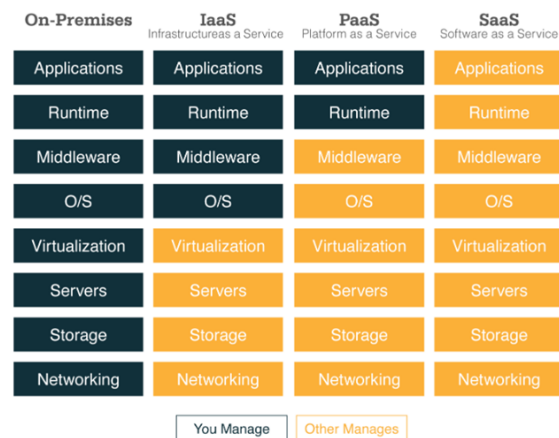 On-Premises IaaS PaaS SaaS
Infrastructureas a Service Platform as a Service Software as a Service
Applications Applications Applications Applications
Runtime Runtime Runtime Runtime
Middleware Middleware Middleware Middleware
O/S O/S O/S O/S
Virtualization Virtualization Virtualization Virtualization
Servers Servers Servers Servers
Storage Storage Storage Storage
Networking Networking Networking Networking
You Manage Other Manages